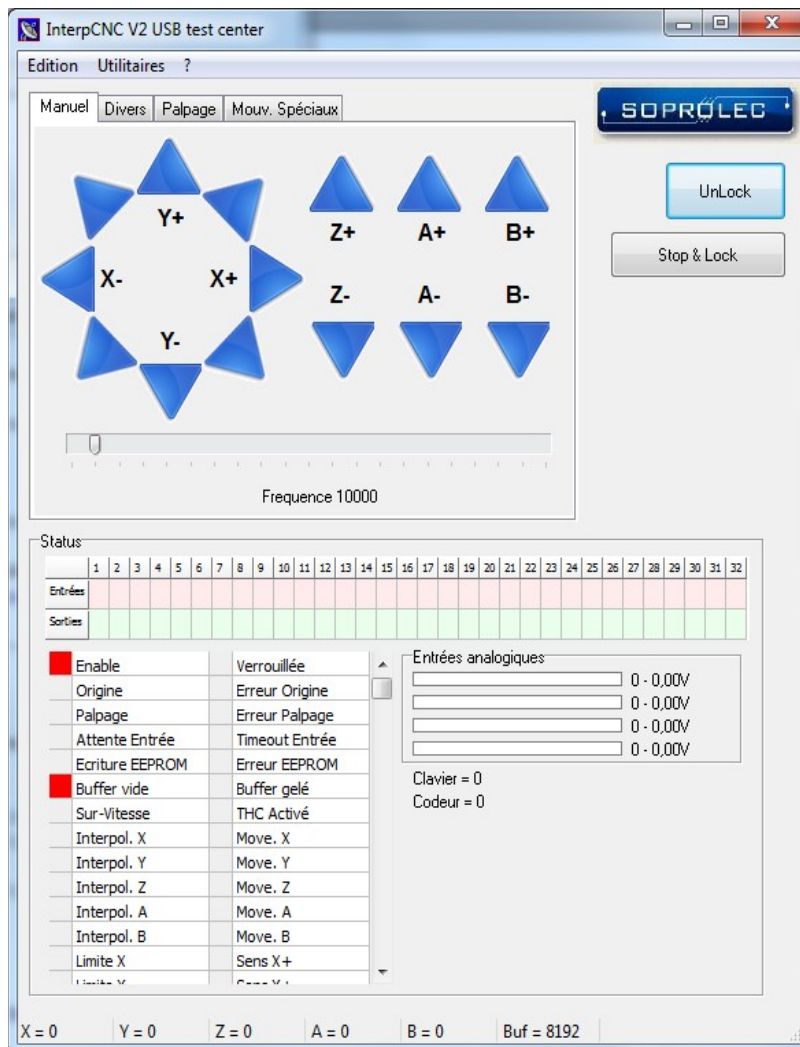 InterpCNC V2 USB test center
Edition Utilitaires ?
Manuel Divers Palpage Mouv. Spéciaux
SOPROLEC
UnLock
Stop & Lock
Y+
X- X+
Y-
Z+ A+ B+
Z- A- B-
Frequence 10000
Status
1 2 3 4 5 6 7 8 9 10 11 12 13 14 15 16 17 18 19 20 21 22 23 24 25 26 27 28 29 30 31 32
Entrées
Sorties
Enable Verrouillée
Origine Erreur Origine
Palpage Erreur Palpage
Attente Entrée Timeout Entrée
Ecriture EEPROM Erreur EEPROM
Buffer vide Buffer gelé
Sur-Vitesse THC Activé
Interpol. X Move. X
Interpol. Y Move. Y
Interpol. Z Move. Z
Interpol. A Move. A
Interpol. B Move. B
Limite X Sens X+
Entrées analogiques
0 - 0,00V
0 - 0,00V
0 - 0,00V
0 - 0,00V
Clavier = 0
Codeur = 0
X = 0 Y = 0 Z = 0 A = 0 B = 0 Buf = 8192